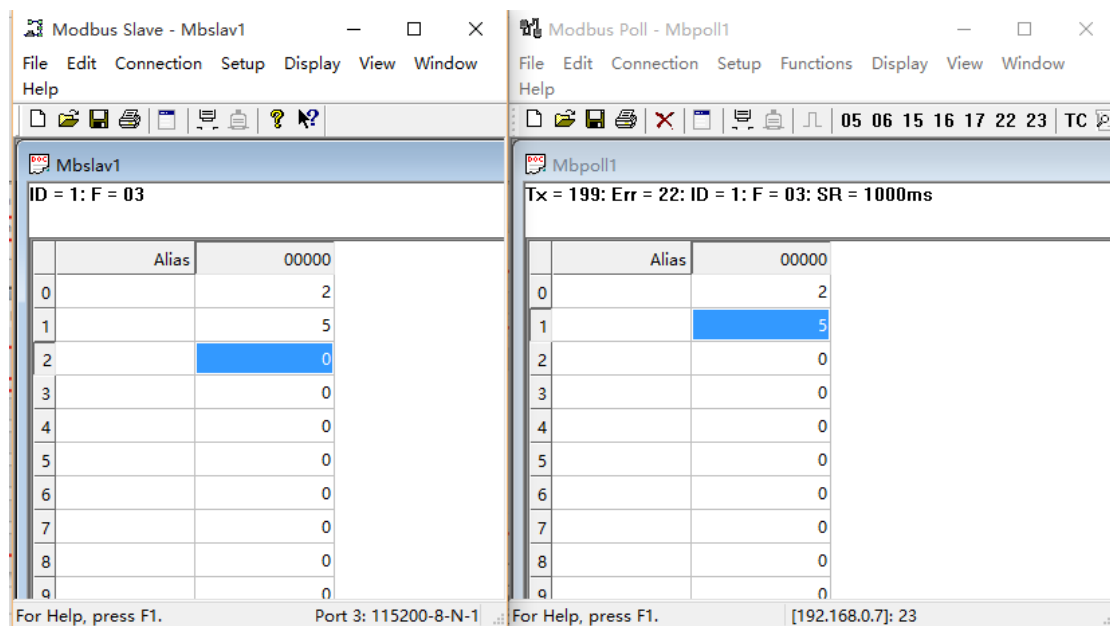 Modbus Slave - Mbslav1
File Edit Connection Setup Display View Window
Help
Mbslav1
ID = 1: F = 03
Alias 00000
0 2
1 5
2 0
3 0
4 0
5 0
6 0
7 0
8 0
9 0
For Help, press F1. Port 3: 115200-8-N-1
Modbus Poll - Mbpoll1
File Edit Connection Setup Functions Display View Window
Help
05 06 15 16 17 22 23 TC
Mbpoll1
Tx = 199: Err = 22: ID = 1: F = 03: SR = 1000ms
Alias 00000
0 2
1 5
2 0
3 0
4 0
5 0
6 0
7 0
8 0
9 0
For Help, press F1. [192.168.0.7]: 23